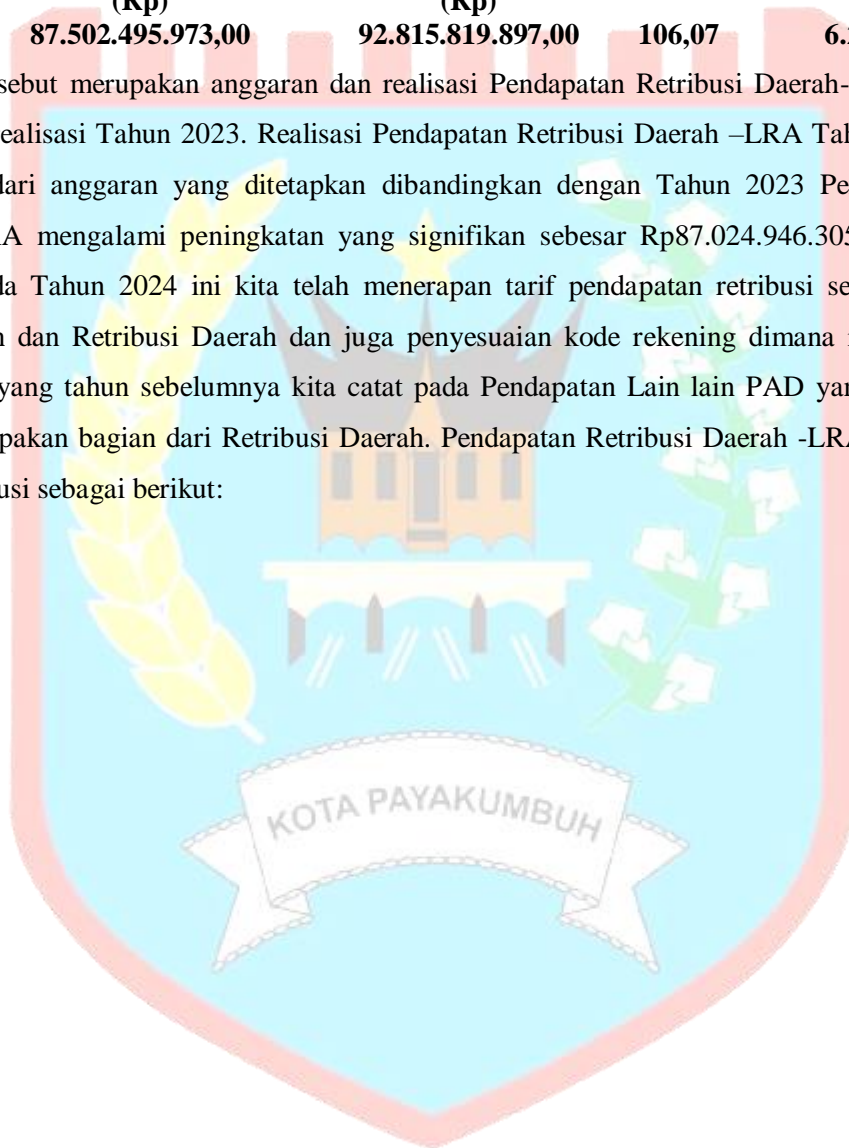 (Rp) (Rp)
87.502.495.973,00 92.815.819.897,00 106,07 6.
sebut merupakan anggaran dan realisasi Pendapatan Retribusi Daerah-
ealisasi Tahun 2023. Realisasi Pendapatan Retribusi Daerah –LRA Tah
dari anggaran yang ditetapkan dibandingkan dengan Tahun 2023 Pe
A mengalami peningkatan yang signifikan sebesar Rp87.024.946.305
da Tahun 2024 ini kita telah menerapan tarif pendapatan retribusi se
n dan Retribusi Daerah dan juga penyesuaian kode rekening dimana
yang tahun sebelumnya kita catat pada Pendapatan Lain lain PAD yan
pakan bagian dari Retribusi Daerah. Pendapatan Retribusi Daerah -LRA
usi sebagai berikut:
KOTA PAYAKUMBUH